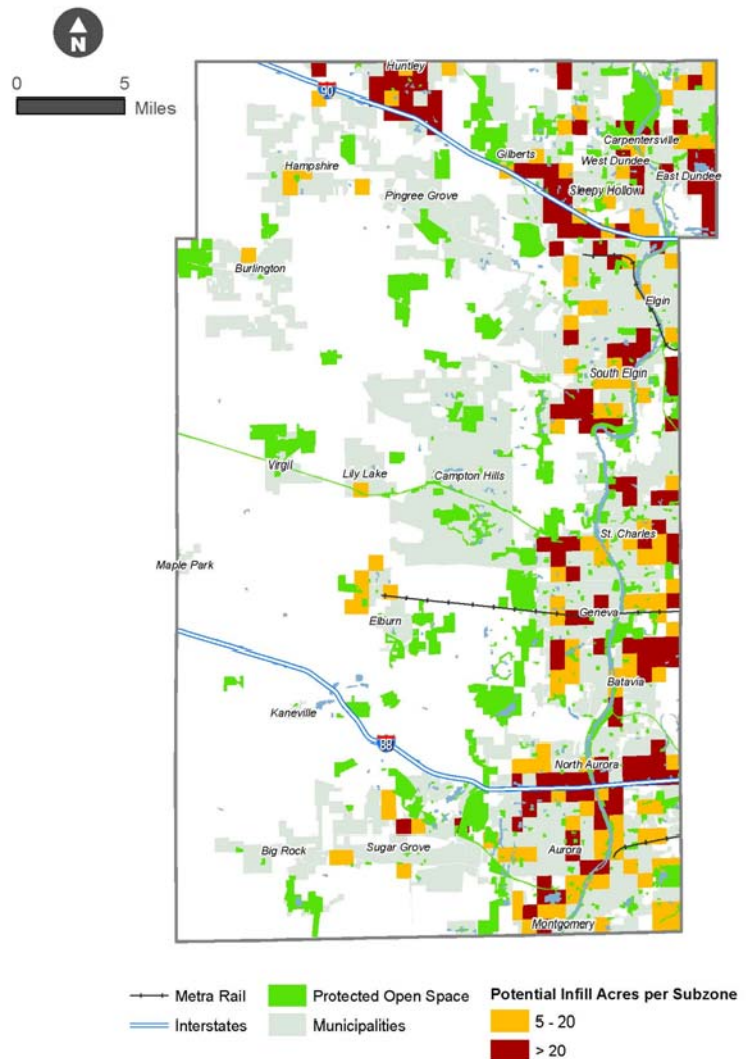 N
0 5
Miles
Huntley
90
Carpentersville
Gilberts
West Dundee
Hampshire
East Dundee
Sleepy Hollow
Pingree Grove
Burlington
Elgin
South Elgin
Virgil
Lily Lake
Campton Hills
St. Charles
Maple Park
Geneva
Elburn
Batavia
Kaneville
88
North Aurora
Big Rock
Sugar Grove
Aurora
Montgomery
Metra Rail
Protected Open Space
Potential Infill Acres per Subzone
Interstates
Municipalities
5 - 20
> 20